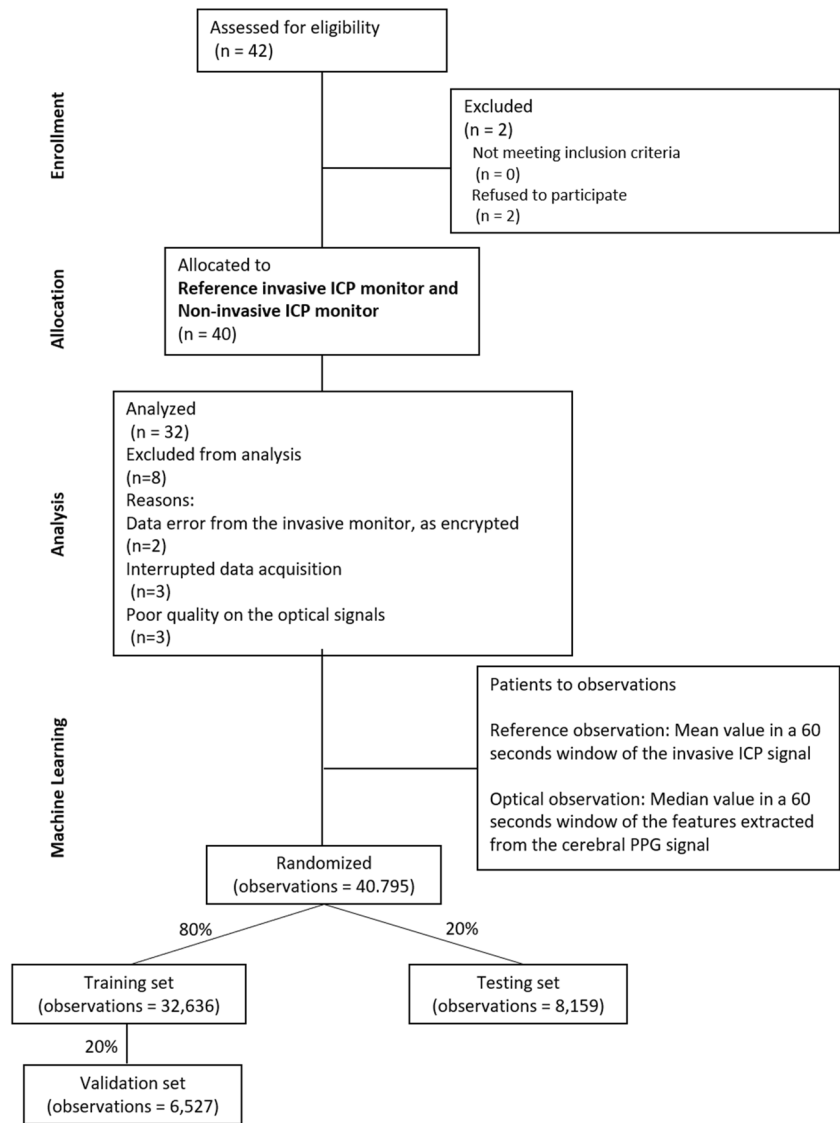 Assessed for eligibility
(n = 42)
Enrollment
Excluded
(n = 2)
Not meeting inclusion criteria
(n = 0)
Refused to participate
(n = 2)
Allocation
Allocated to
Reference invasive ICP monitor and
Non-invasive ICP monitor
(n = 40)
Analysis
Analyzed
(n = 32)
Excluded from analysis
(n=8)
Reasons:
Data error from the invasive monitor, as encrypted
(n=2)
Interrupted data acquisition
(n=3)
Poor quality on the optical signals
(n=3)
Machine Learning
Patients to observations
Reference observation: Mean value in a 60
seconds window of the invasive ICP signal
Optical observation: Median value in a 60
seconds window of the features extracted
from the cerebral PPG signal
Randomized
(observations = 40.795)
80%
20%
Training set
(observations = 32,636)
Testing set
(observations = 8,159)
20%
Validation set
(observations = 6,527)